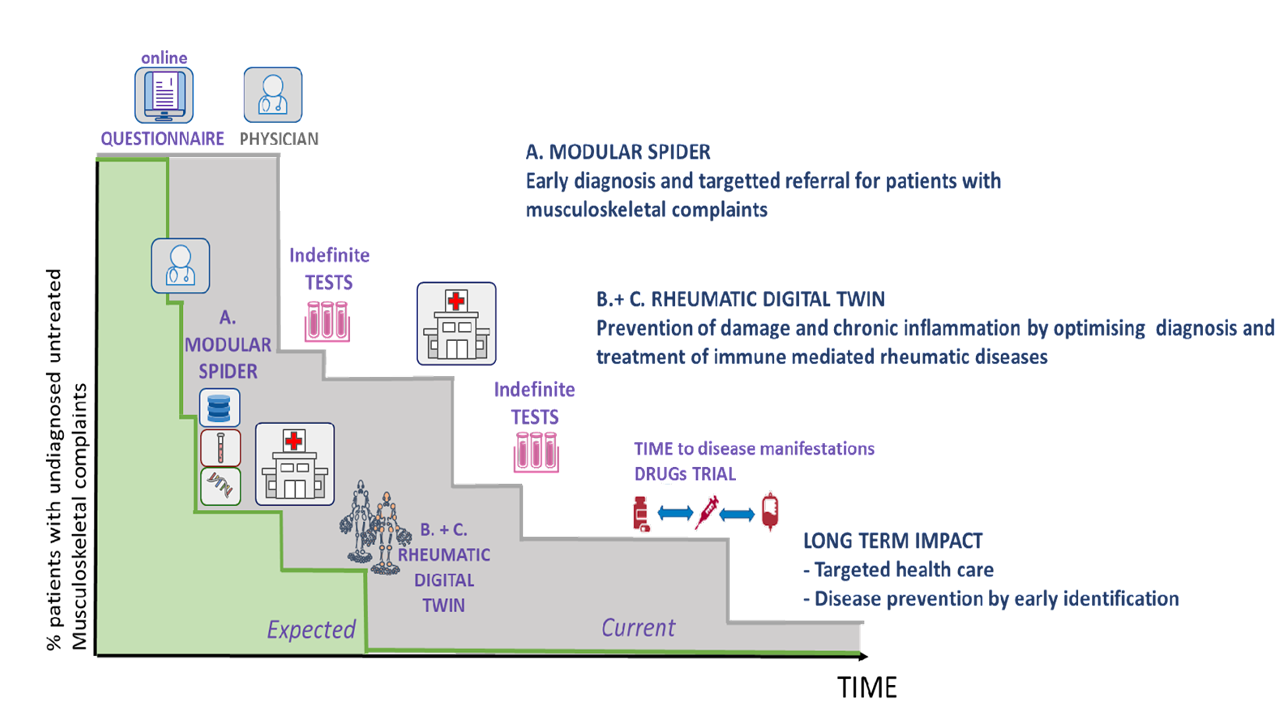 online
QUESTIONNAIRE
PHYSICIAN
A. MODULAR SPIDER
Early diagnosis and targetted referral for patients with
musculoskeletal complaints
Indefinite
TESTS
B.+ C. RHEUMATIC DIGITAL TWIN
Prevention of damage and chronic inflammation by optimising diagnosis and
treatment of immune mediated rheumatic diseases
A.
MODULAR
SPIDER
Indefinite
TESTS
TIME to disease manifestations
DRUGs TRIAL
B. + C.
RHEUMATIC
DIGITAL
TWIN
LONG TERM IMPACT
- Targeted health care
- Disease prevention by early identification
Expected
Current
% patients with undiagnosed untreated
Musculoskeletal complaints
TIME